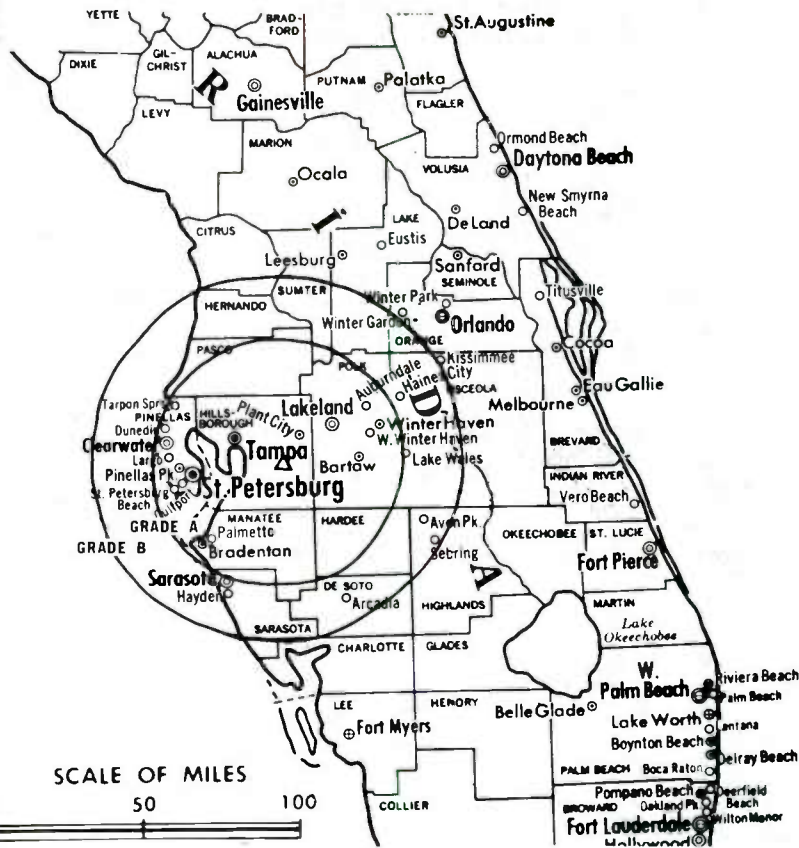 YETTE
BRAD-
FORD
St. Augustine
DIXIE
GIL-
CHRIST
ALACHUA
R
Gainesville
PUTNAM
Palatka
FLAGLER
LEVY
MARION
Ormond Beach
Daytona Beach
VOLUSIA
Ocala
I
New Smyrna
Beach
CITRUS
LAKE
Eustis
DeLand
Leesburg
Sanford
SEMINOLE
SUMTER
HERNANDO
Winter Park
Titusville
Winter Garden
Orlando
ORANGE
PASCO
Cocoa
POLK
Kissimmee
City
Auburndale
Haines
D
OSCEOLA
Eau Gallie
Tarpon Spr
PINELLAS
HILLS-
BOROUGH
Plant City
Lakeland
Melbourne
Dunedin
Winter Haven
Clearwater
Tampa
W. Winter Haven
BREVARD
Largo
Bartow
Lake Wales
Pinellas Pk
INDIAN RIVER
St. Petersburg
St. Petersburg
Beach
Gulfport
Vero Beach
GRADE A
MANATEE
HARDEE
Avon Pk.
Palmetto
OKEECHOBEE
ST. LUCIE
GRADE B
Bradentan
Sebring
Fort Pierce
A
Sarasota
DE SOTO
Hayden
Arcadia
HIGHLANDS
MARTIN
SARASOTA
Lake
Okeechobee
CHARLOTTE
GLADES
W.
Palm Beach
Riviera Beach
Palm Beach
LEE
HENDRY
Belle Glade
Lake Worth
Lantana
Fort Myers
Boynton Beach
Delray Beach
SCALE OF MILES
PALM BEACH
Boca Raton
50
100
Pompano Beach
Deerfield
Beach
COLLIER
BROWARD
Oakland Pk
Wilton Manor
Fort Lauderdale
Hollywood